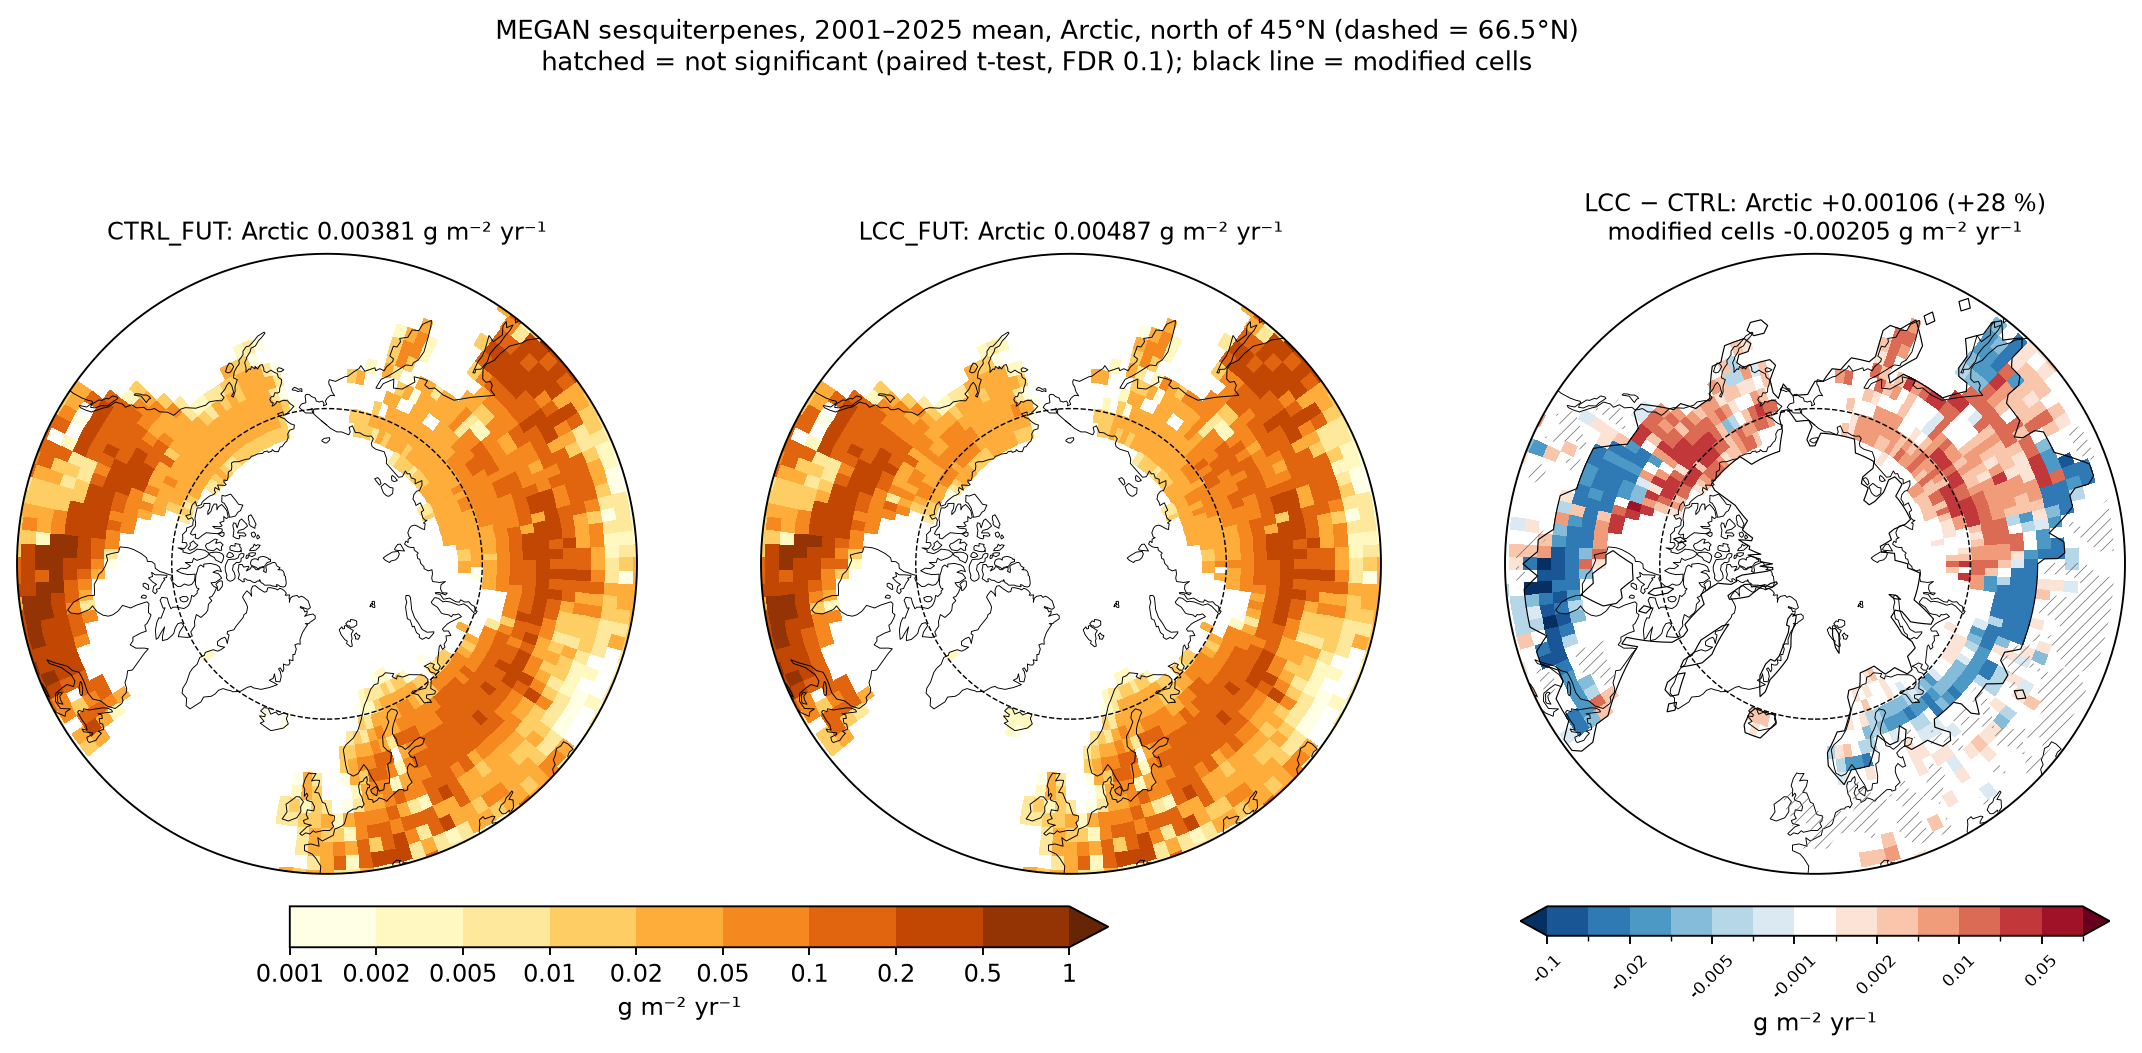 MEGAN sesquiterpenes, 2001–2025 mean, Arctic, north of 45°N (dashed = 66.5°N)
hatched = not significant (paired t-test, FDR 0.1); black line = modified cells
CTRL_FUT: Arctic 0.00381 g m⁻² yr⁻¹
LCC_FUT: Arctic 0.00487 g m⁻² yr⁻¹
LCC − CTRL: Arctic +0.00106 (+28 %)
modified cells -0.00205 g m⁻² yr⁻¹
0.001 0.002 0.005 0.01 0.02 0.05 0.1 0.2 0.5 1
g m⁻² yr⁻¹
-0.1 -0.02 -0.005 -0.001 0.002 0.01 0.05
g m⁻² yr⁻¹